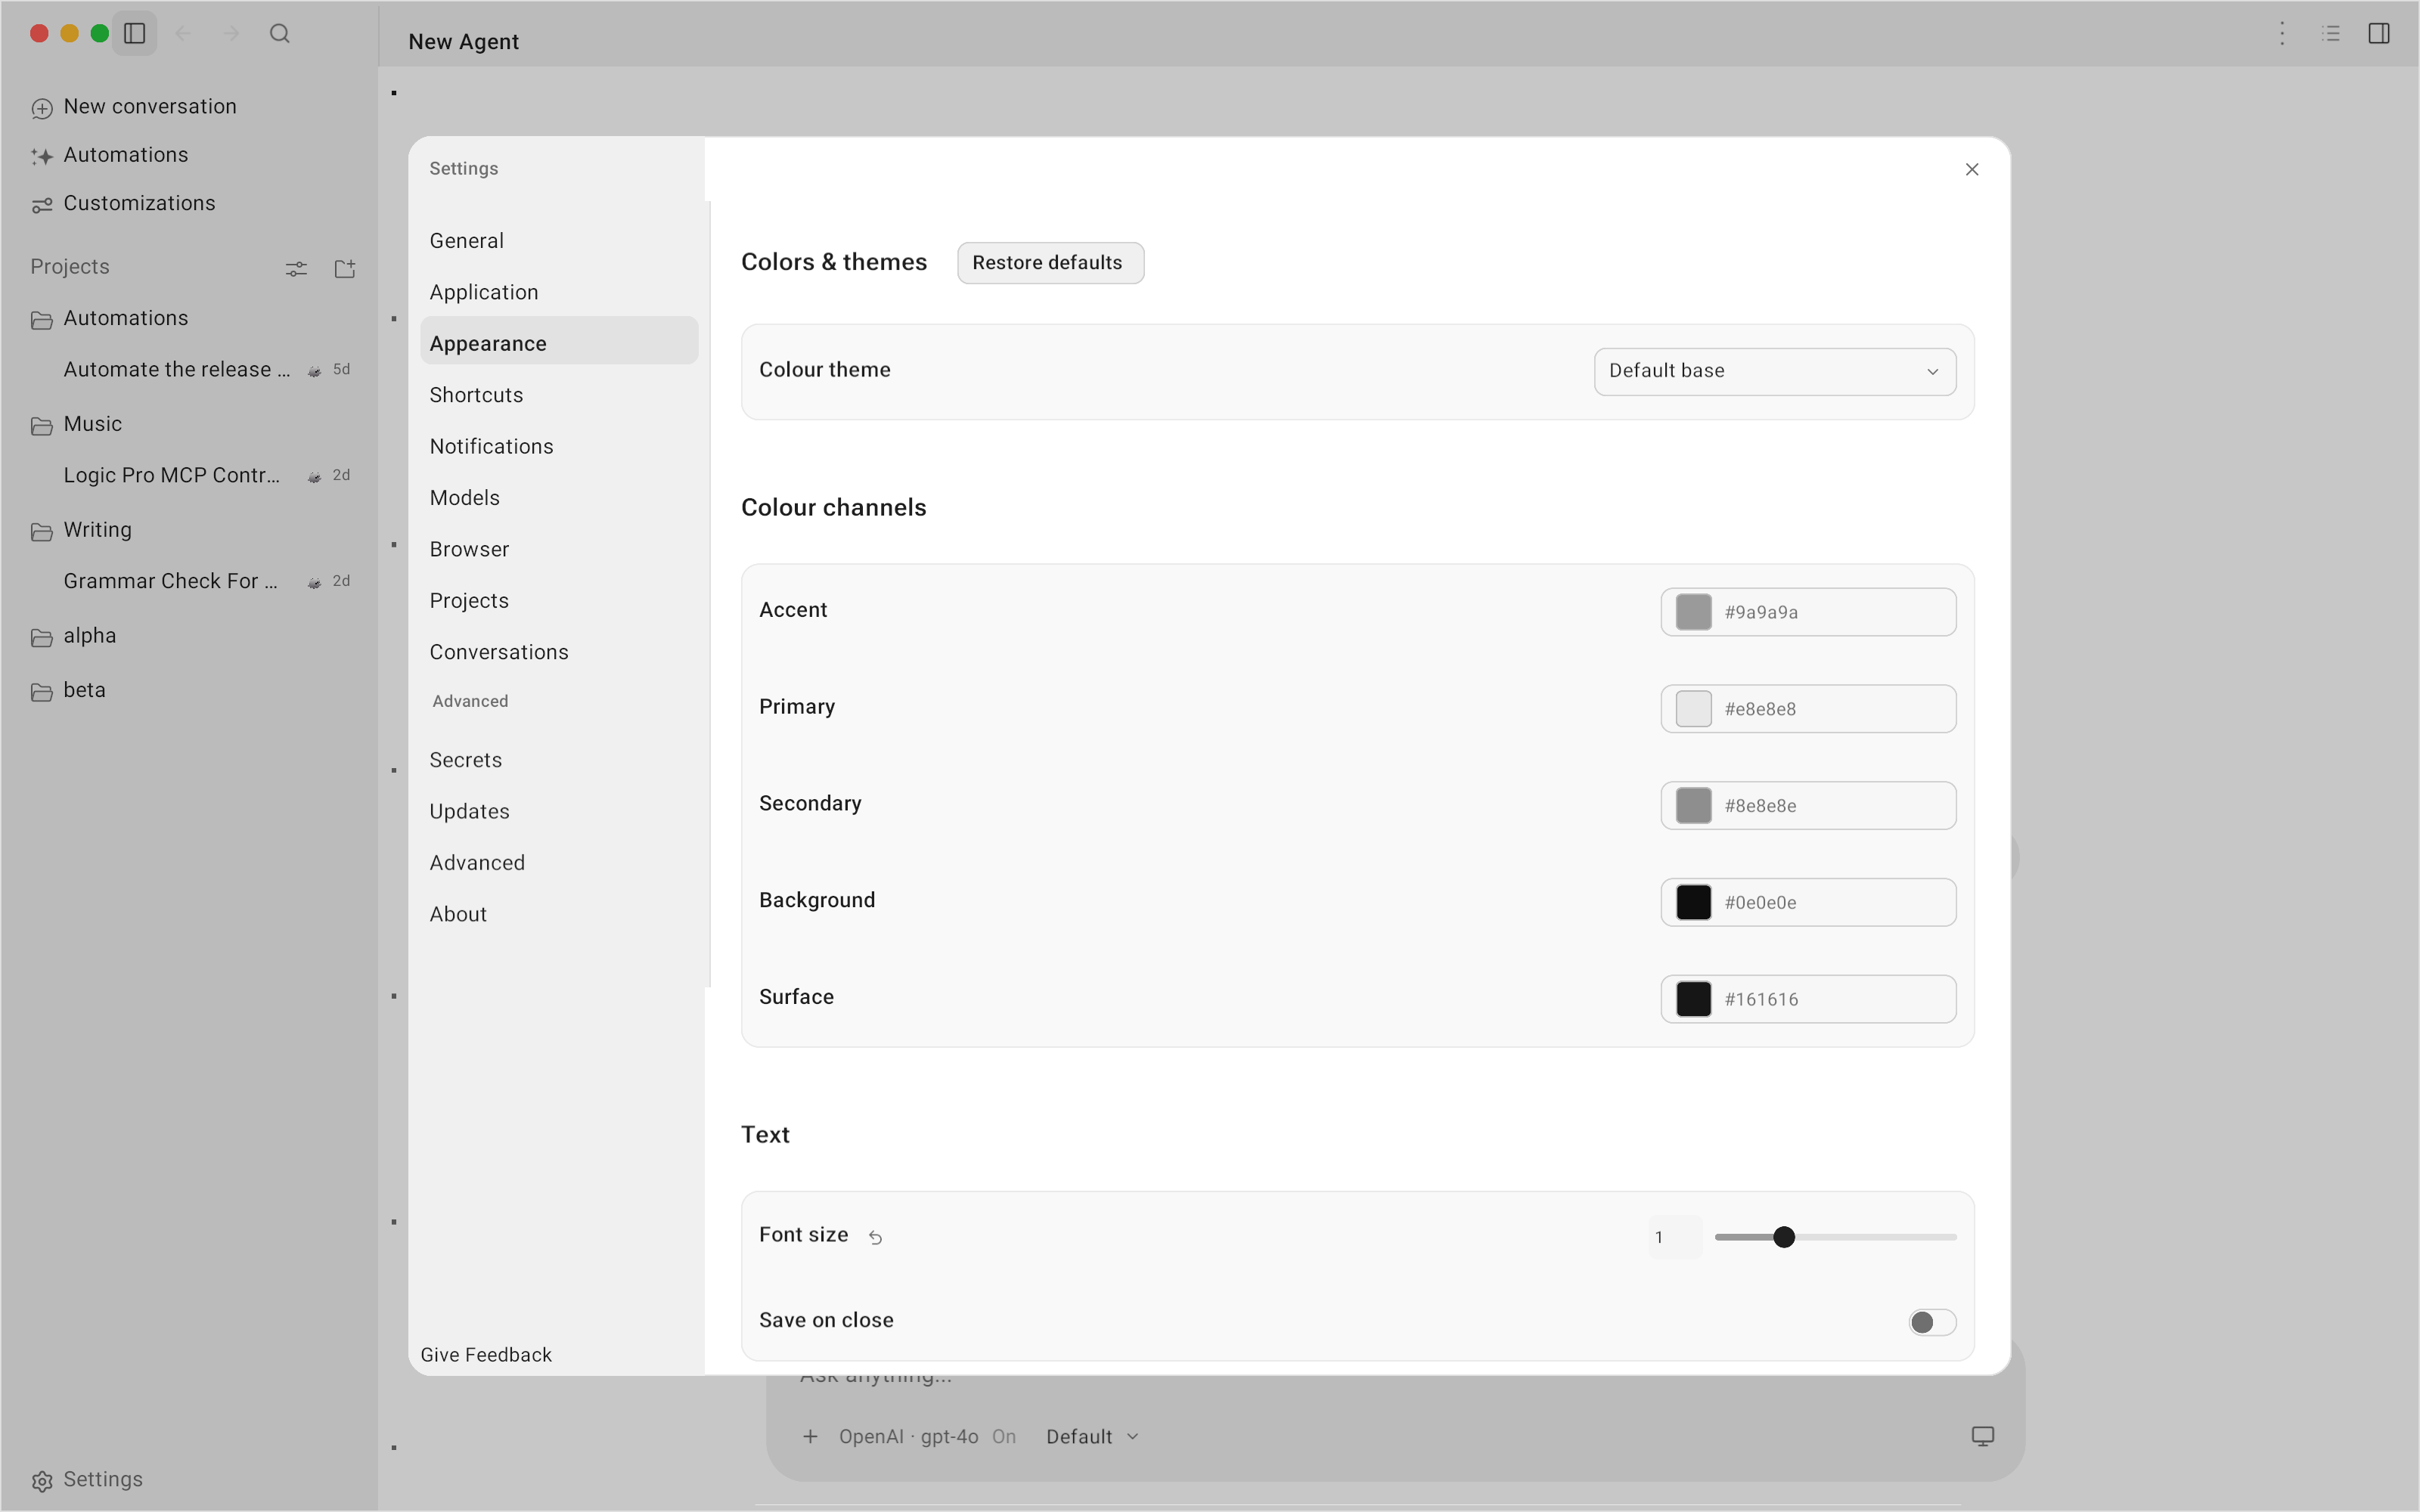 New Agent
New conversation
Automations
Customizations
Projects
Automations
Automate the release ... 5d
Music
Logic Pro MCP Contr... 2d
Writing
Grammar Check For ... 2d
alpha
beta
Settings
Settings
General
Application
Appearance
Shortcuts
Notifications
Models
Browser
Projects
Conversations
Advanced
Secrets
Updates
Advanced
About
Give Feedback
Colors & themes
Restore defaults
Colour theme
Default base
Colour channels
Accent
#9a9a9a
Primary
#e8e8e8
Secondary
#8e8e8e
Background
#0e0e0e
Surface
#161616
Text
Font size
1
Save on close
Ask anything...
OpenAI · gpt-4o On Default